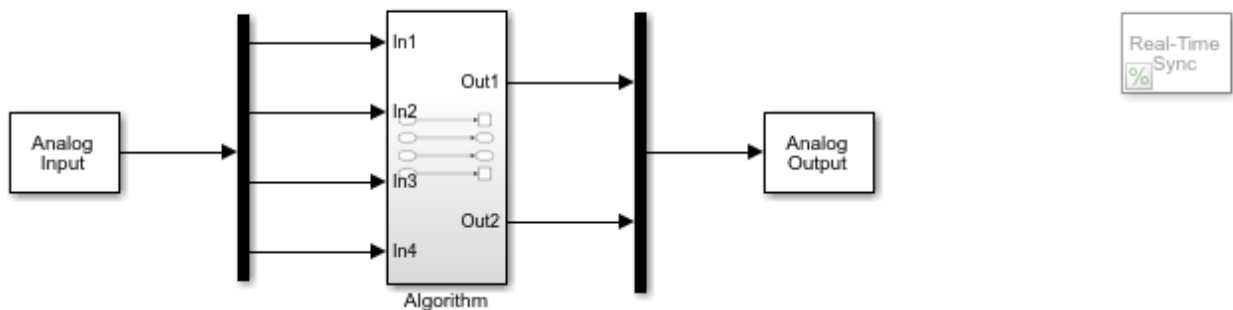 Analog
Input
In1
In2
In3
In4
Out1
Out2
Algorithm
Analog
Output
Real-Time
Sync
%